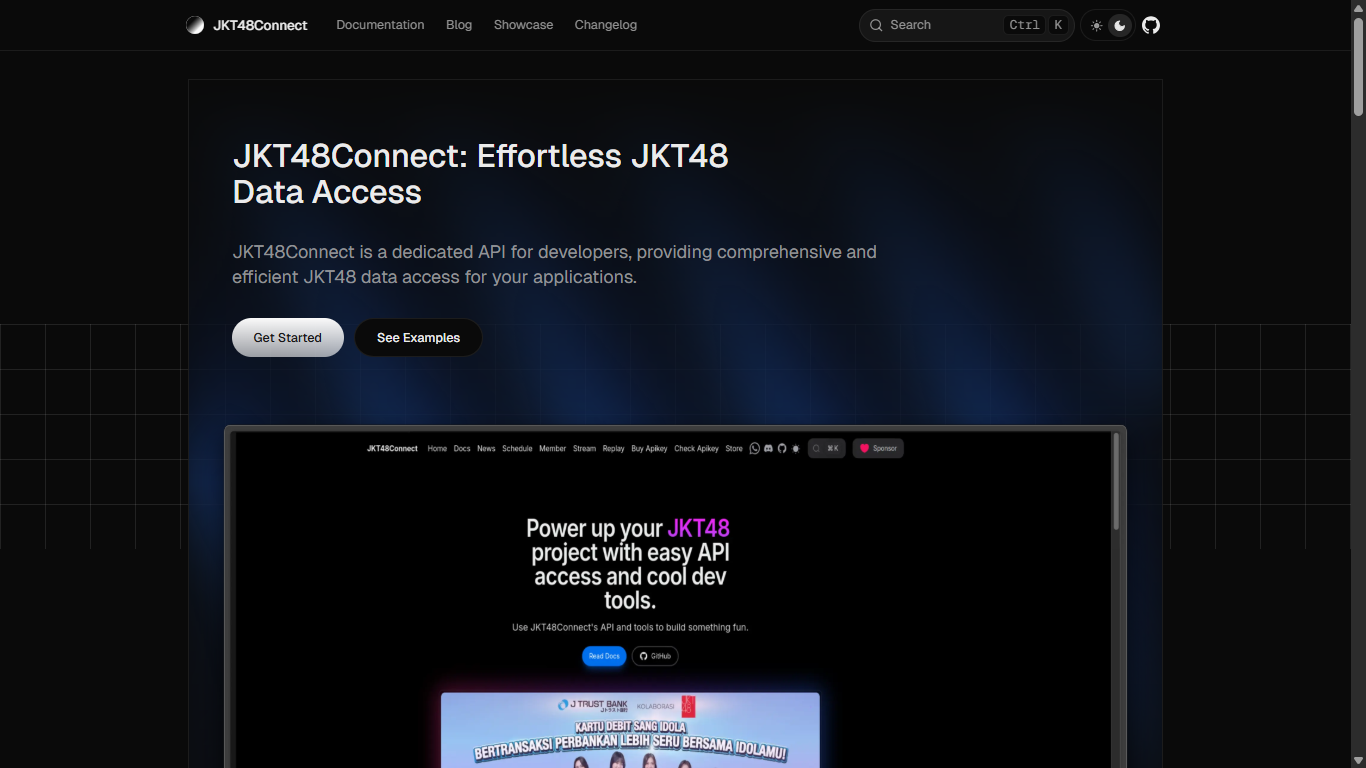 JKT48Connect
Documentation Blog Showcase Changelog
Search Ctrl K
JKT48Connect: Effortless JKT48
Data Access
JKT48Connect is a dedicated API for developers, providing comprehensive and
efficient JKT48 data access for your applications.
Get Started See Examples
JKT48Connect Home Docs News Schedule Member Stream Replay Buy Apikey Check Apikey Store ⌘K Sponsor
Power up your JKT48
project with easy API
access and cool dev
tools.
Use JKT48Connect's API and tools to build something fun.
Read Docs GitHub
J TRUST BANK KOLABORASI JKT48
KARTU DEBIT SANG IDOLA
BERTRANSAKSI PERBANKAN LEBIH SERU BERSAMA IDOLAMU!